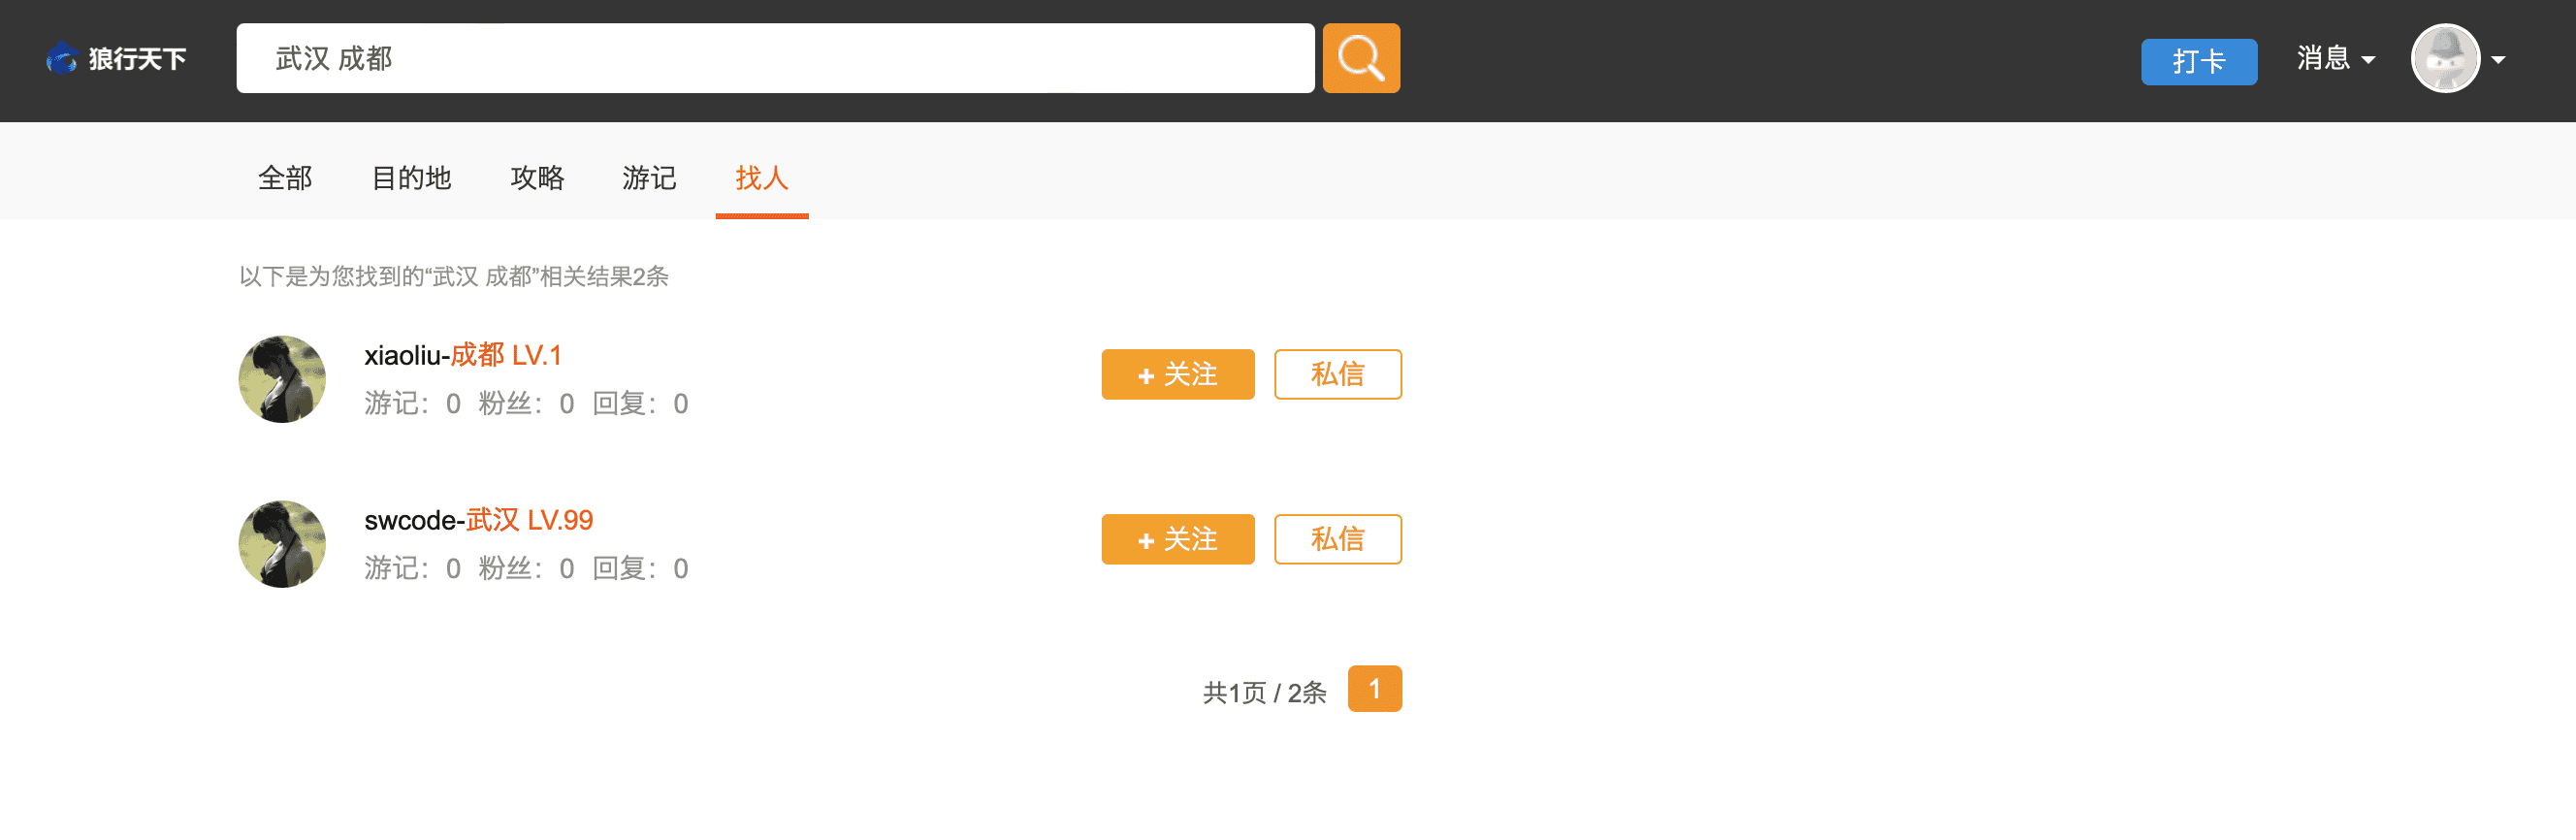 狼行天下
武汉 成都
打卡
消息
全部 目的地 攻略 游记 找人
以下是为您找到的“武汉 成都”相关结果2条
xiaoliu-成都 LV.1
游记：0 粉丝：0 回复：0
+ 关注 私信
swcode-武汉 LV.99
游记：0 粉丝：0 回复：0
+ 关注 私信
共1页 / 2条 1